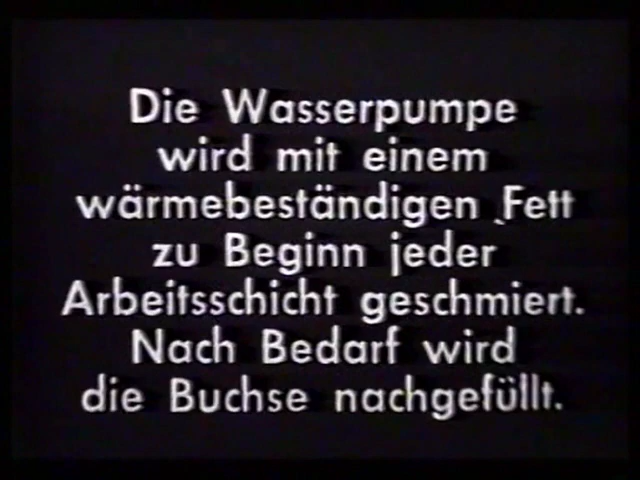 Die Wasserpumpe
wird mit einem
wärmebeständigen Fett
zu Beginn jeder
Arbeitsschicht geschmiert.
Nach Bedarf wird
die Buchse nachgefüllt.